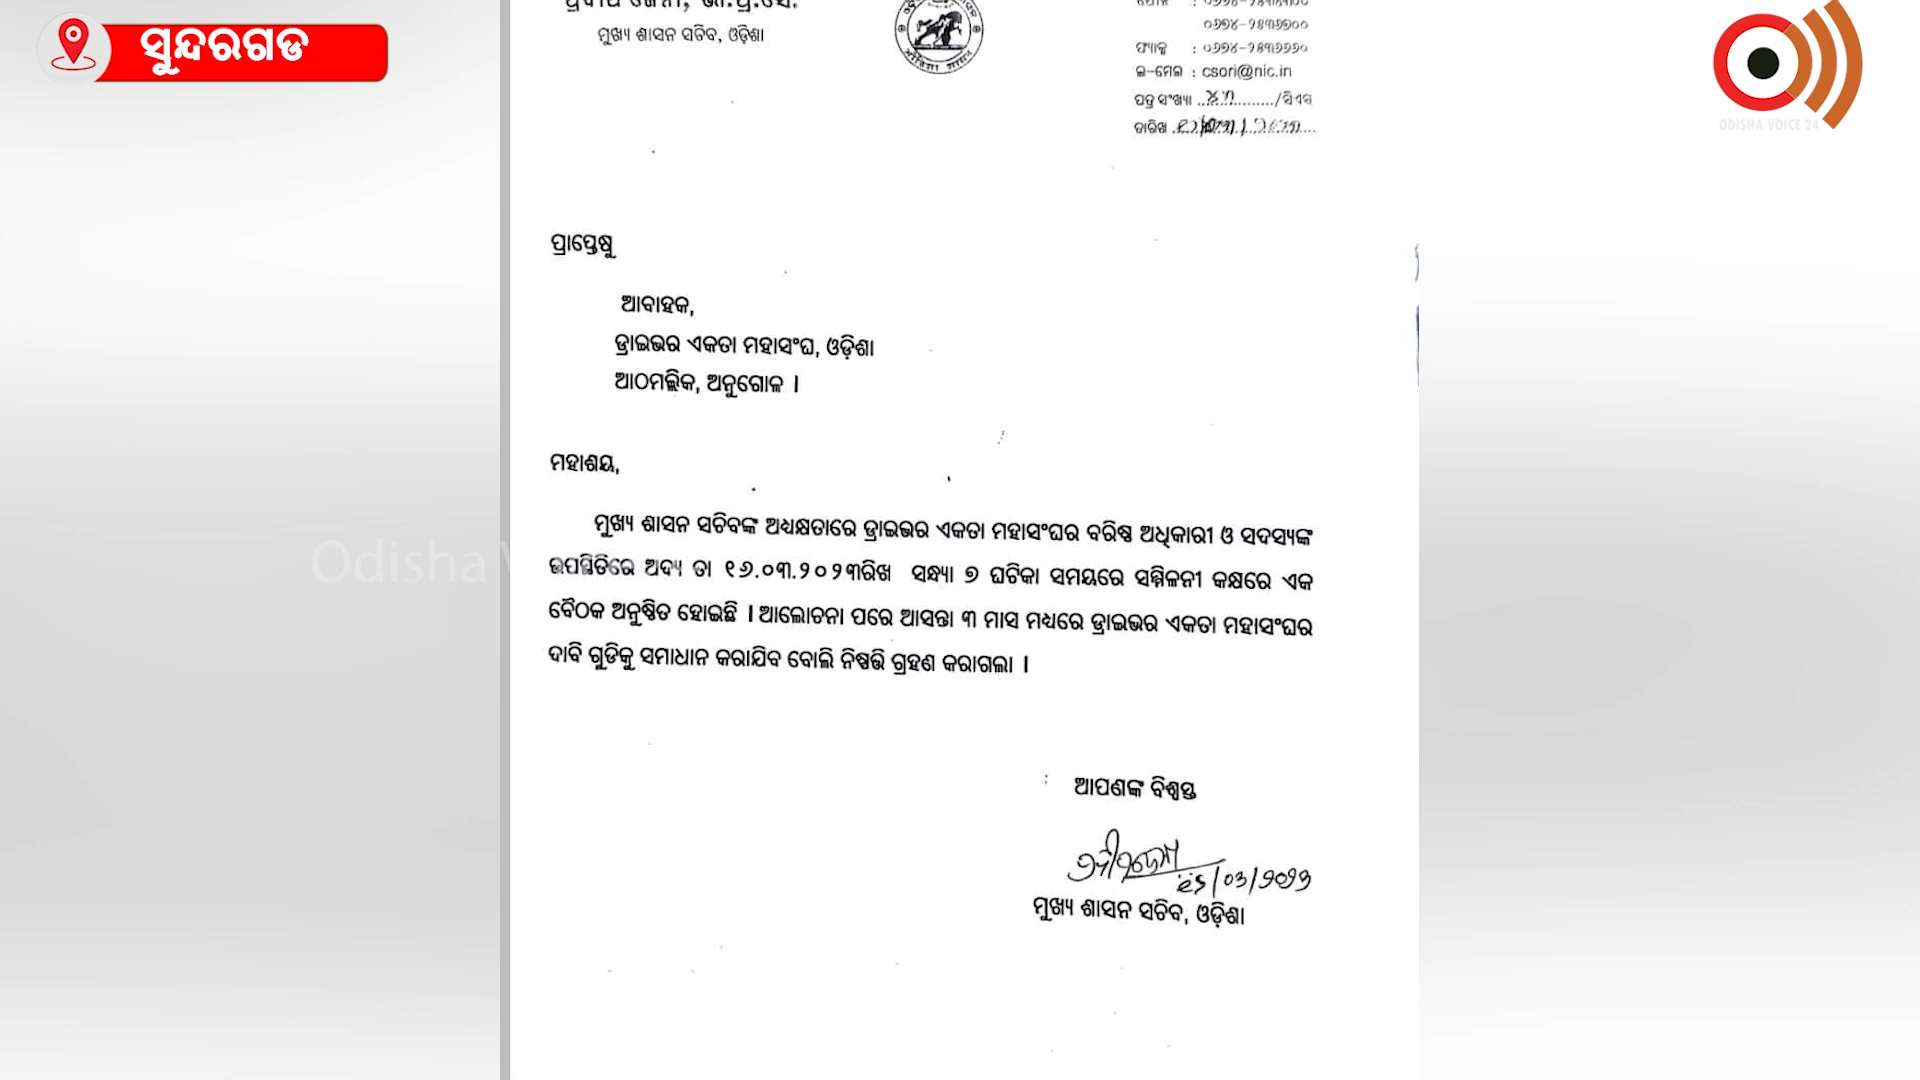 ସୁନ୍ଦରଗଡ
ମୁଖ୍ୟ ଶାସନ ସଚିବ, ଓଡ଼ିଶା
୦୬୭୪-୨୫୩୬୭୦୦
ଫ୍ୟାକ୍ସ : ୦୬୭୪-୨୫୩୬୬୬୦
ଇ-ମେଇ : csori@nic.in
ପତ୍ର ସଂଖ୍ୟା ............../ସିଏସ୍
ତାରିଖ
ODISHA VOICE 24
ପ୍ରାପ୍ତେଷୁ
ଆବାହକ,
ଡ୍ରାଇଭର ଏକତା ମହାସଂଘ, ଓଡ଼ିଶା
ଆଠମଲ୍ଲିକ, ଅନୁଗୋଳ ।
ମହାଶୟ,
ମୁଖ୍ୟ ଶାସନ ସଚିବଙ୍କ ଅଧ୍ୟକ୍ଷତାରେ ଡ୍ରାଇଭର ଏକତା ମହାସଂଘର ବରିଷ୍ଠ ଅଧିକାରୀ ଓ ସଦସ୍ୟଙ୍କ
ଉପସ୍ଥିତିରେ ଅଦ୍ୟ ତା ୧୬.୦୩.୨୦୨୩ରିଖ ସନ୍ଧ୍ୟା ୭ ଘଟିକା ସମୟରେ ସମ୍ମିଳନୀ କକ୍ଷରେ ଏକ
ବୈଠକ ଅନୁଷ୍ଠିତ ହୋଇଛି । ଆଲୋଚନା ପରେ ଆସନ୍ତା ୩ ମାସ ମଧ୍ୟରେ ଡ୍ରାଇଭର ଏକତା ମହାସଂଘର
ଦାବି ଗୁଡିକୁ ସମାଧାନ କରାଯିବ ବୋଲି ନିଷ୍ପତ୍ତି ଗ୍ରହଣ କରାଗଲା ।
Odisha
ଆପଣଙ୍କ ବିଶ୍ୱସ୍ତ
ମୁଖ୍ୟ ଶାସନ ସଚିବ, ଓଡ଼ିଶା